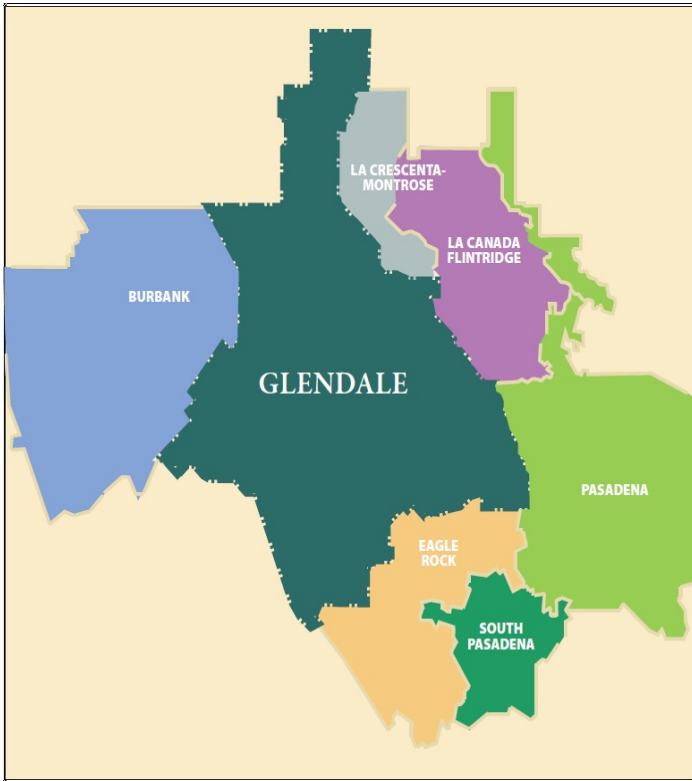 LA CRESCENTA-
MONTROSE
LA CANADA
FLINTRIDGE
BURBANK
GLENDALE
PASADENA
EAGLE
ROCK
SOUTH
PASADENA